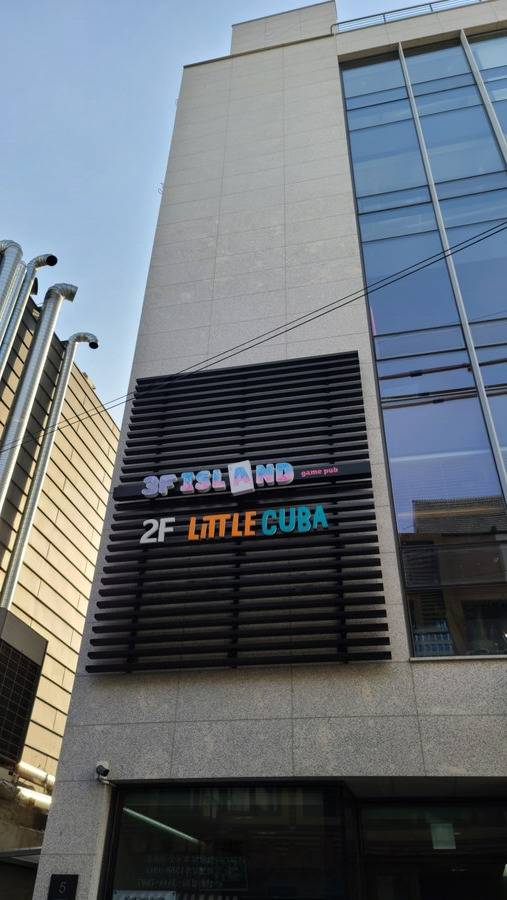 3F ISLAND game pub
2F LiTTLE CUBA
5